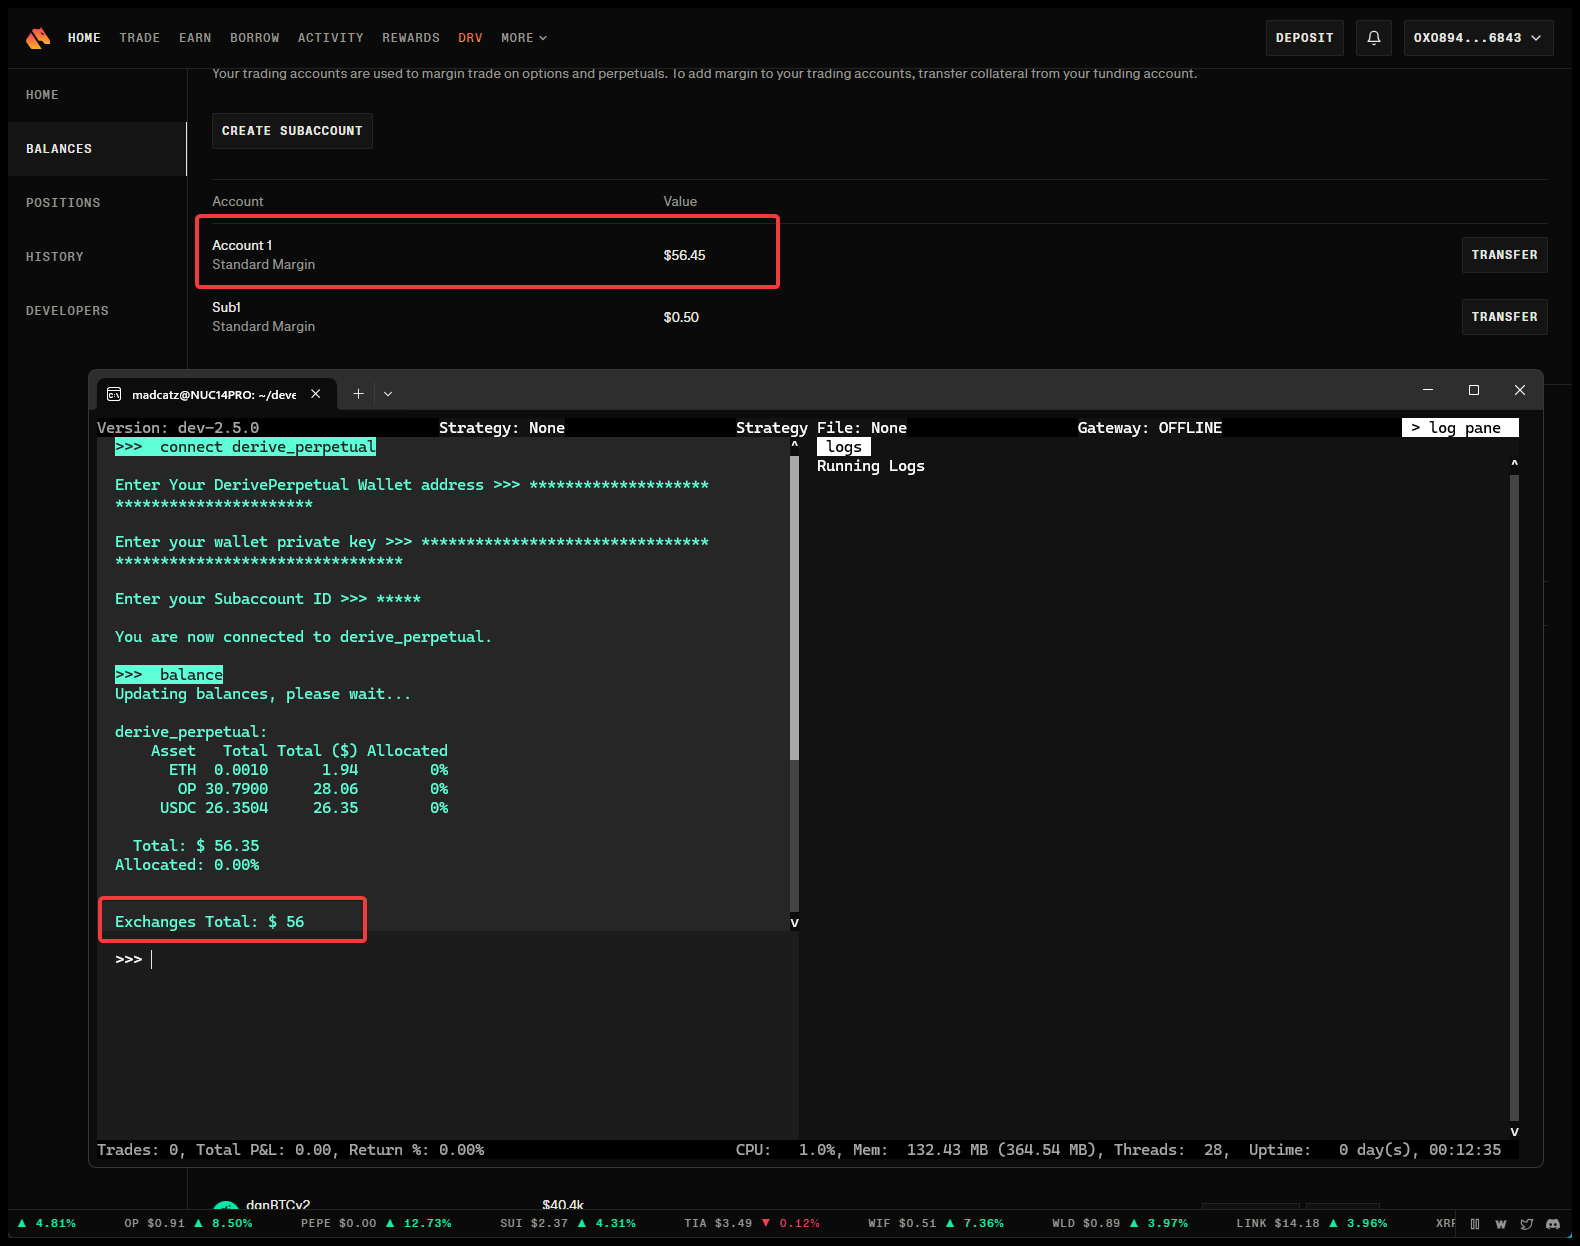 HOME TRADE EARN BORROW ACTIVITY REWARDS DRV MORE DEPOSIT 0X0894...6843
Your trading accounts are used to margin trade on options and perpetuals. To add margin to your trading accounts, transfer collateral from your funding account.
HOME
BALANCES
POSITIONS
HISTORY
DEVELOPERS
CREATE SUBACCOUNT
Account Value
Account 1
Standard Margin
$56.45
TRANSFER
Sub1
Standard Margin
$0.50
TRANSFER
madcatz@NUC14PRO: ~/deve
Version: dev-2.5.0 Strategy: None Strategy File: None Gateway: OFFLINE > log pane
>>> connect derive_perpetual
Enter Your DerivePerpetual Wallet address >>> ********************
**********************
Enter your wallet private key >>> ********************************
********************************
Enter your Subaccount ID >>> *****
You are now connected to derive_perpetual.
>>> balance
Updating balances, please wait...
derive_perpetual:
Asset Total Total ($) Allocated
ETH 0.0010 1.94 0%
OP 30.7900 28.06 0%
USDC 26.3504 26.35 0%
Total: $ 56.35
Allocated: 0.00%
Exchanges Total: $ 56
>>>
logs
Running Logs
Trades: 0, Total P&L: 0.00, Return %: 0.00% CPU: 1.0%, Mem: 132.43 MB (364.54 MB), Threads: 28, Uptime: 0 day(s), 00:12:35
dgnBTCv2 $40.4k
▲ 4.81% OP $0.91 ▲ 8.50% PEPE $0.00 ▲ 12.73% SUI $2.37 ▲ 4.31% TIA $3.49 ▼ 0.12% WIF $0.51 ▲ 7.36% WLD $0.89 ▲ 3.97% LINK $14.18 ▲ 3.96% XRP